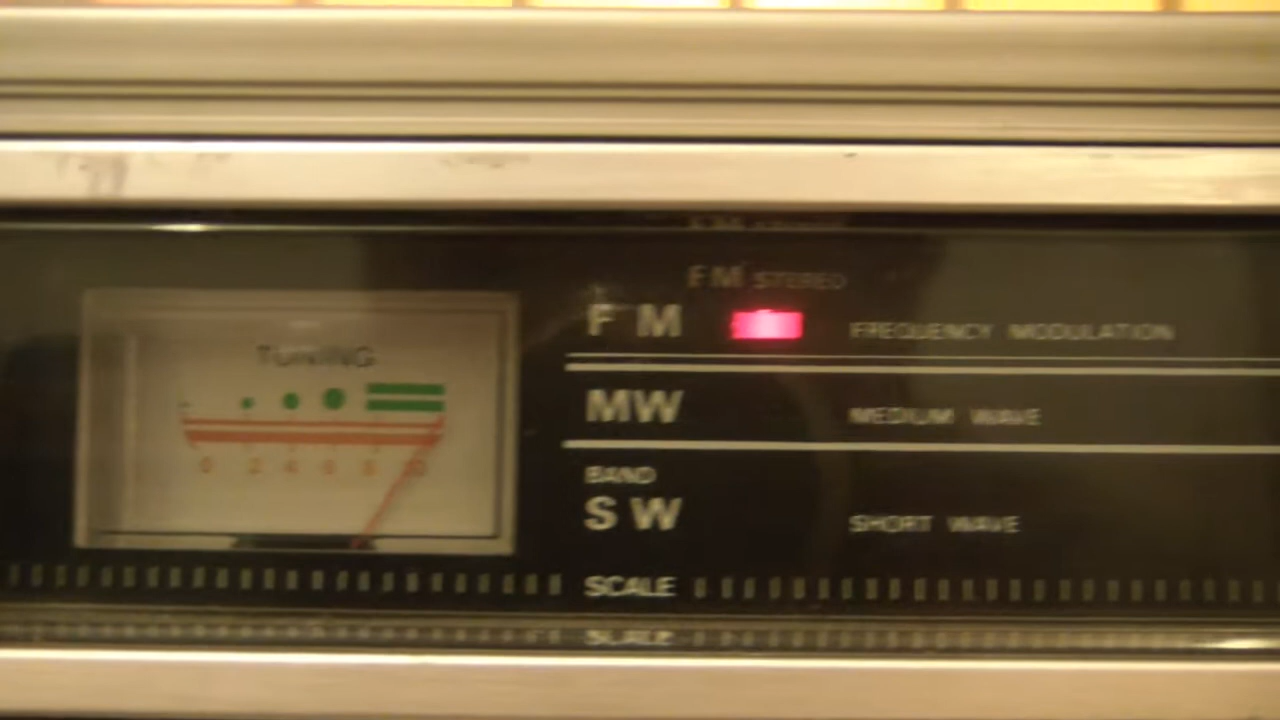 FM STEREO
FM FREQUENCY MODULATION
TUNING
MW MEDIUM WAVE
0 2 4 6 8 10
BAND
SW SHORT WAVE
SCALE